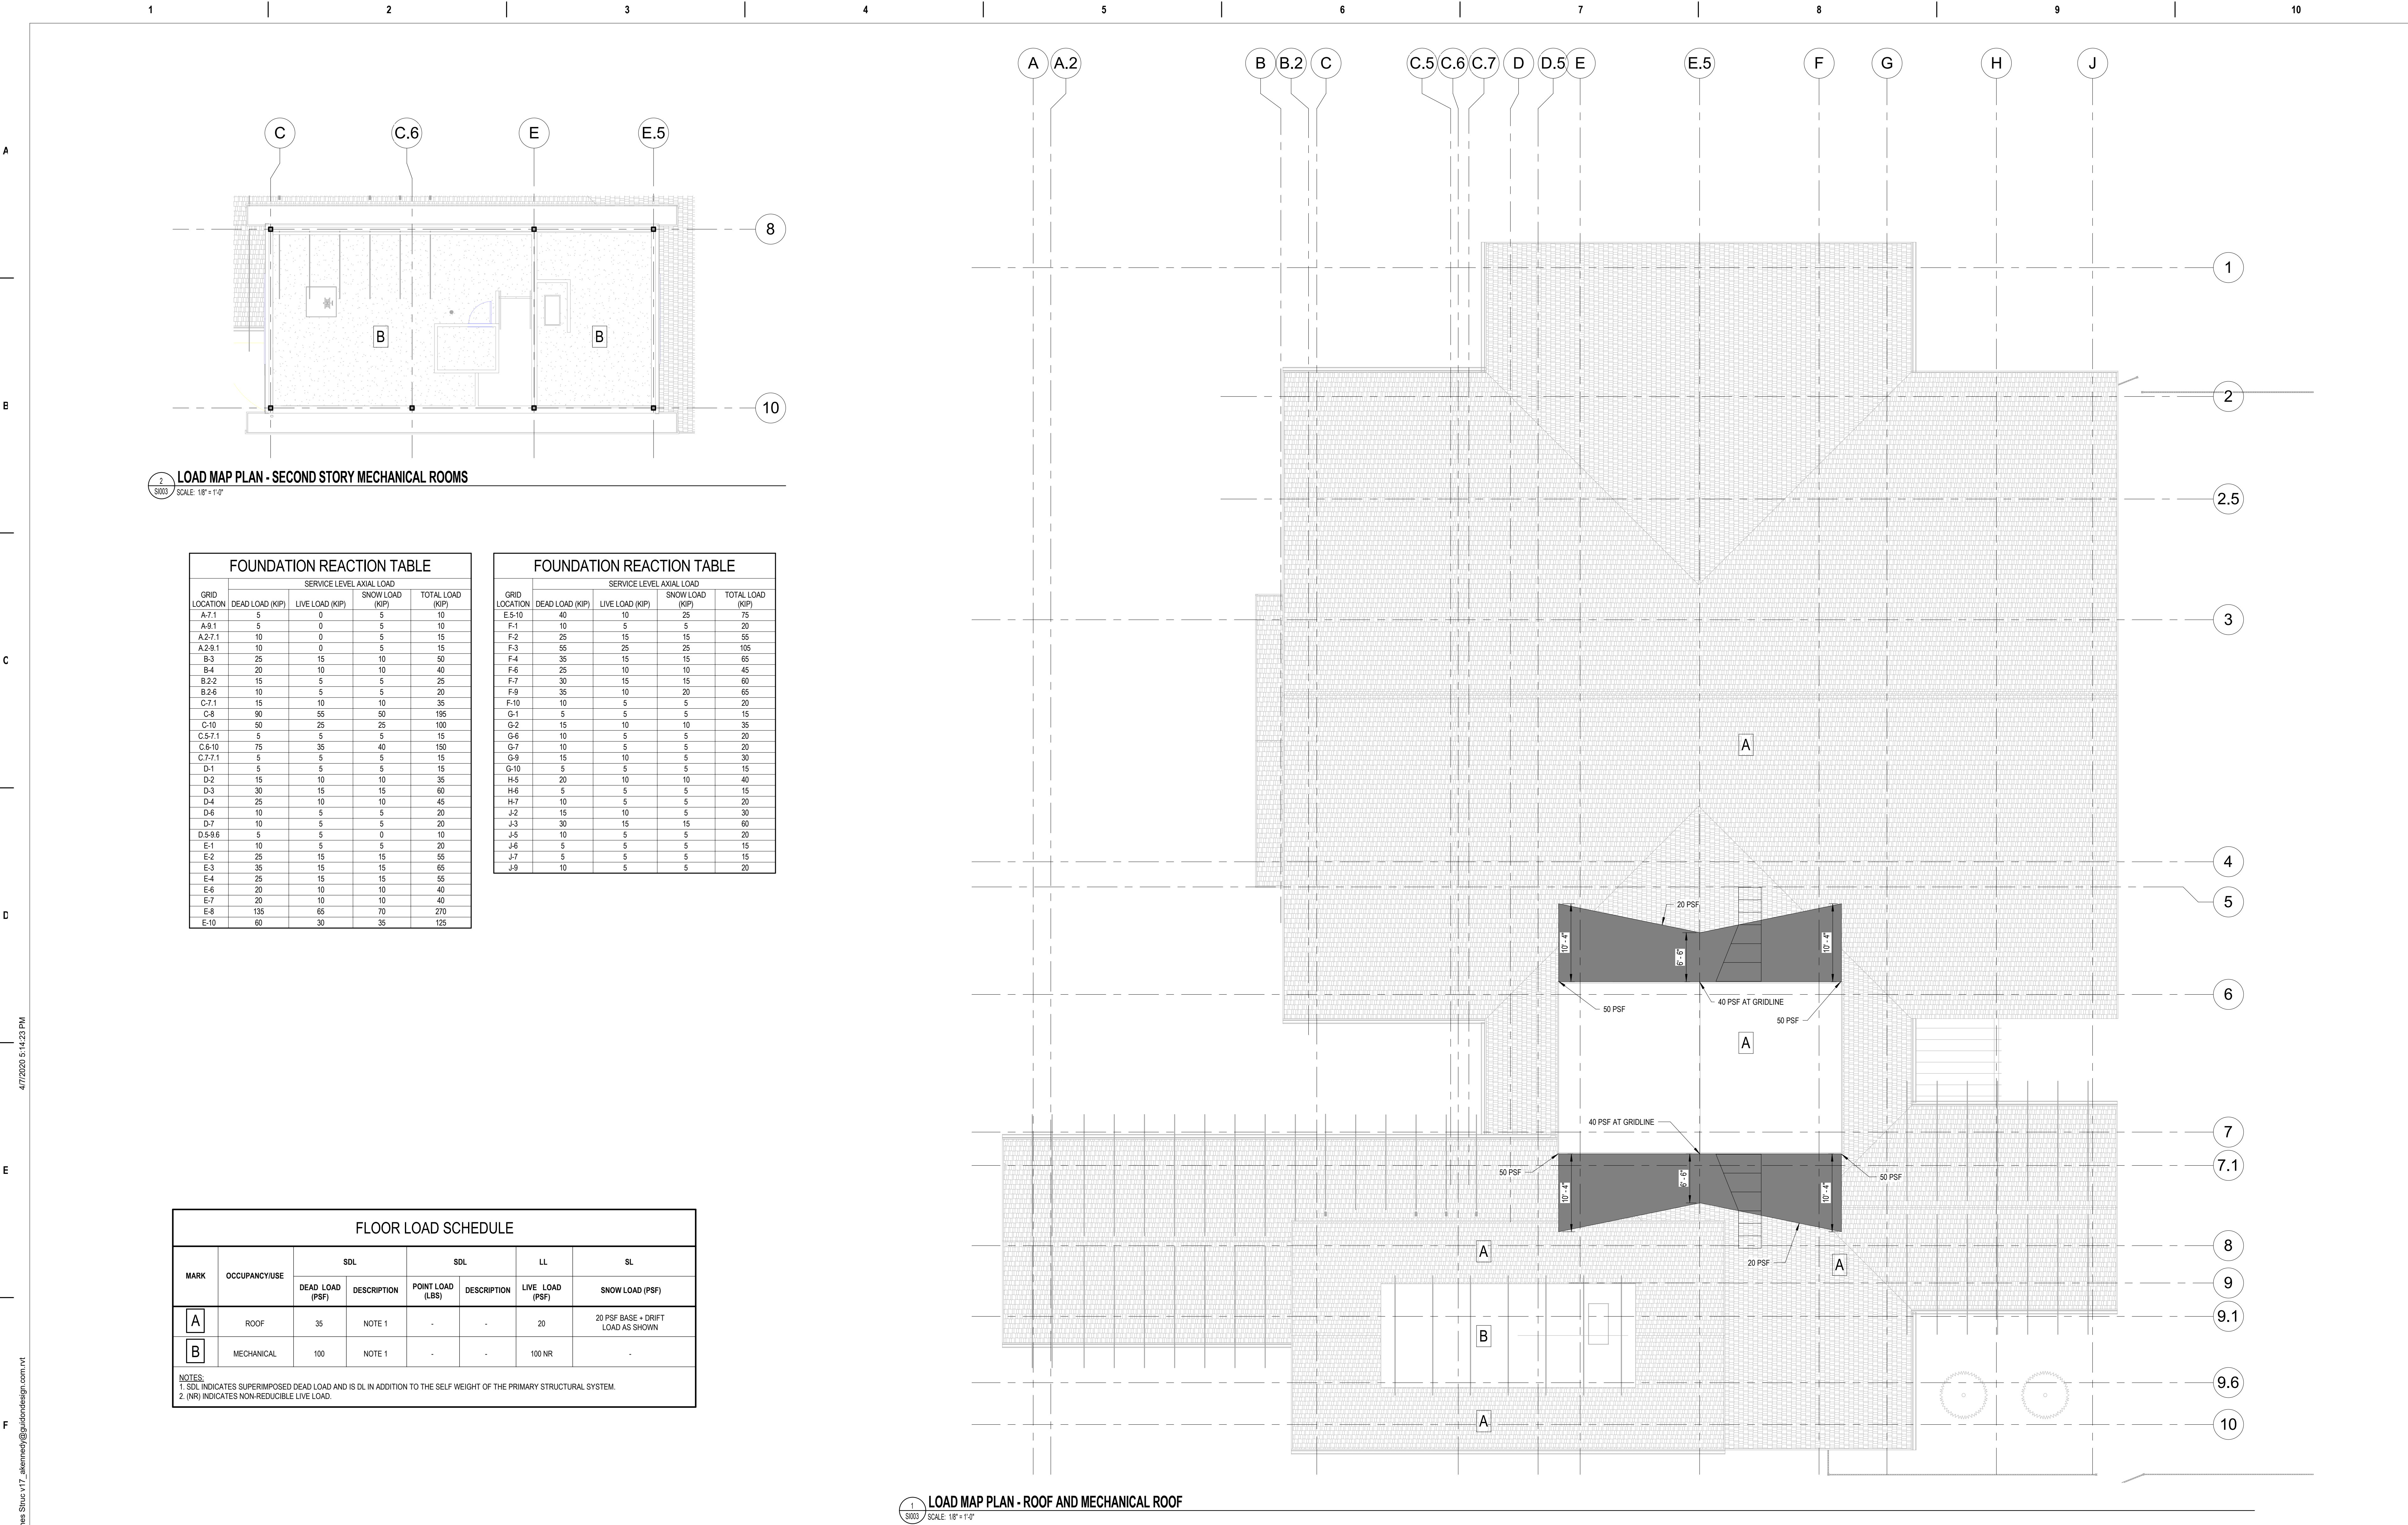 1 2 3 4 5 6 7 8 9 10
A
B
C
D
E
F
4/7/2020 5:14:23 PM
nes Struc v17_akennedy@guidondesign.com.rvt
C C.6 E E.5
8
B B
10
2
SI003
LOAD MAP PLAN - SECOND STORY MECHANICAL ROOMS
SCALE: 1/8" = 1'-0"
FOUNDATION REACTION TABLE
SERVICE LEVEL AXIAL LOAD
GRID LOCATION DEAD LOAD (KIP) LIVE LOAD (KIP) SNOW LOAD (KIP) TOTAL LOAD (KIP)
A-7.1 5 0 5 10
A-9.1 5 0 5 10
A.2-7.1 10 0 5 15
A.2-9.1 10 0 5 15
B-3 25 15 10 50
B-4 20 10 10 40
B.2-2 15 5 5 25
B.2-6 10 5 5 20
C-7.1 15 10 10 35
C-8 90 55 50 195
C-10 50 25 25 100
C.5-7.1 5 5 5 15
C.6-10 75 35 40 150
C.7-7.1 5 5 5 15
D-1 5 5 5 15
D-2 15 10 10 35
D-3 30 15 15 60
D-4 25 10 10 45
D-6 10 5 5 20
D-7 10 5 5 20
D.5-9.6 5 5 0 10
E-1 10 5 5 20
E-2 25 15 15 55
E-3 35 15 15 65
E-4 25 15 15 55
E-6 20 10 10 40
E-7 20 10 10 40
E-8 135 65 70 270
E-10 60 30 35 125
FOUNDATION REACTION TABLE
SERVICE LEVEL AXIAL LOAD
GRID LOCATION DEAD LOAD (KIP) LIVE LOAD (KIP) SNOW LOAD (KIP) TOTAL LOAD (KIP)
E.5-10 40 10 25 75
F-1 10 5 5 20
F-2 25 15 15 55
F-3 55 25 25 105
F-4 35 15 15 65
F-6 25 10 10 45
F-7 30 15 15 60
F-9 35 10 20 65
F-10 10 5 5 20
G-1 5 5 5 15
G-2 15 10 10 35
G-6 10 5 5 20
G-7 10 5 5 20
G-9 15 10 5 30
G-10 5 5 5 15
H-5 20 10 10 40
H-6 5 5 5 15
H-7 10 5 5 20
J-2 15 10 5 30
J-3 30 15 15 60
J-5 10 5 5 20
J-6 5 5 5 15
J-7 5 5 5 15
J-9 10 5 5 20
FLOOR LOAD SCHEDULE
MARK OCCUPANCY/USE SDL SDL LL SL
DEAD LOAD (PSF) DESCRIPTION POINT LOAD (LBS) DESCRIPTION LIVE LOAD (PSF) SNOW LOAD (PSF)
A ROOF 35 NOTE 1 - - 20 20 PSF BASE + DRIFT LOAD AS SHOWN
B MECHANICAL 100 NOTE 1 - - 100 NR -
NOTES:
1. SDL INDICATES SUPERIMPOSED DEAD LOAD AND IS DL IN ADDITION TO THE SELF WEIGHT OF THE PRIMARY STRUCTURAL SYSTEM.
2. (NR) INDICATES NON-REDUCIBLE LIVE LOAD.
A A.2 B B.2 C C.5 C.6 C.7 D D.5 E E.5 F G H J
1
2
2.5
3
A
4
5
20 PSF
10' - 4" 6' - 6" 10' - 4"
6
40 PSF AT GRIDLINE
50 PSF
50 PSF
A
40 PSF AT GRIDLINE
7
7.1
50 PSF
50 PSF
10' - 4" 6' - 6" 10' - 4"
8
A
20 PSF
A
9
9.1
B
9.6
A
10
1
SI003
LOAD MAP PLAN - ROOF AND MECHANICAL ROOF
SCALE: 1/8" = 1'-0"